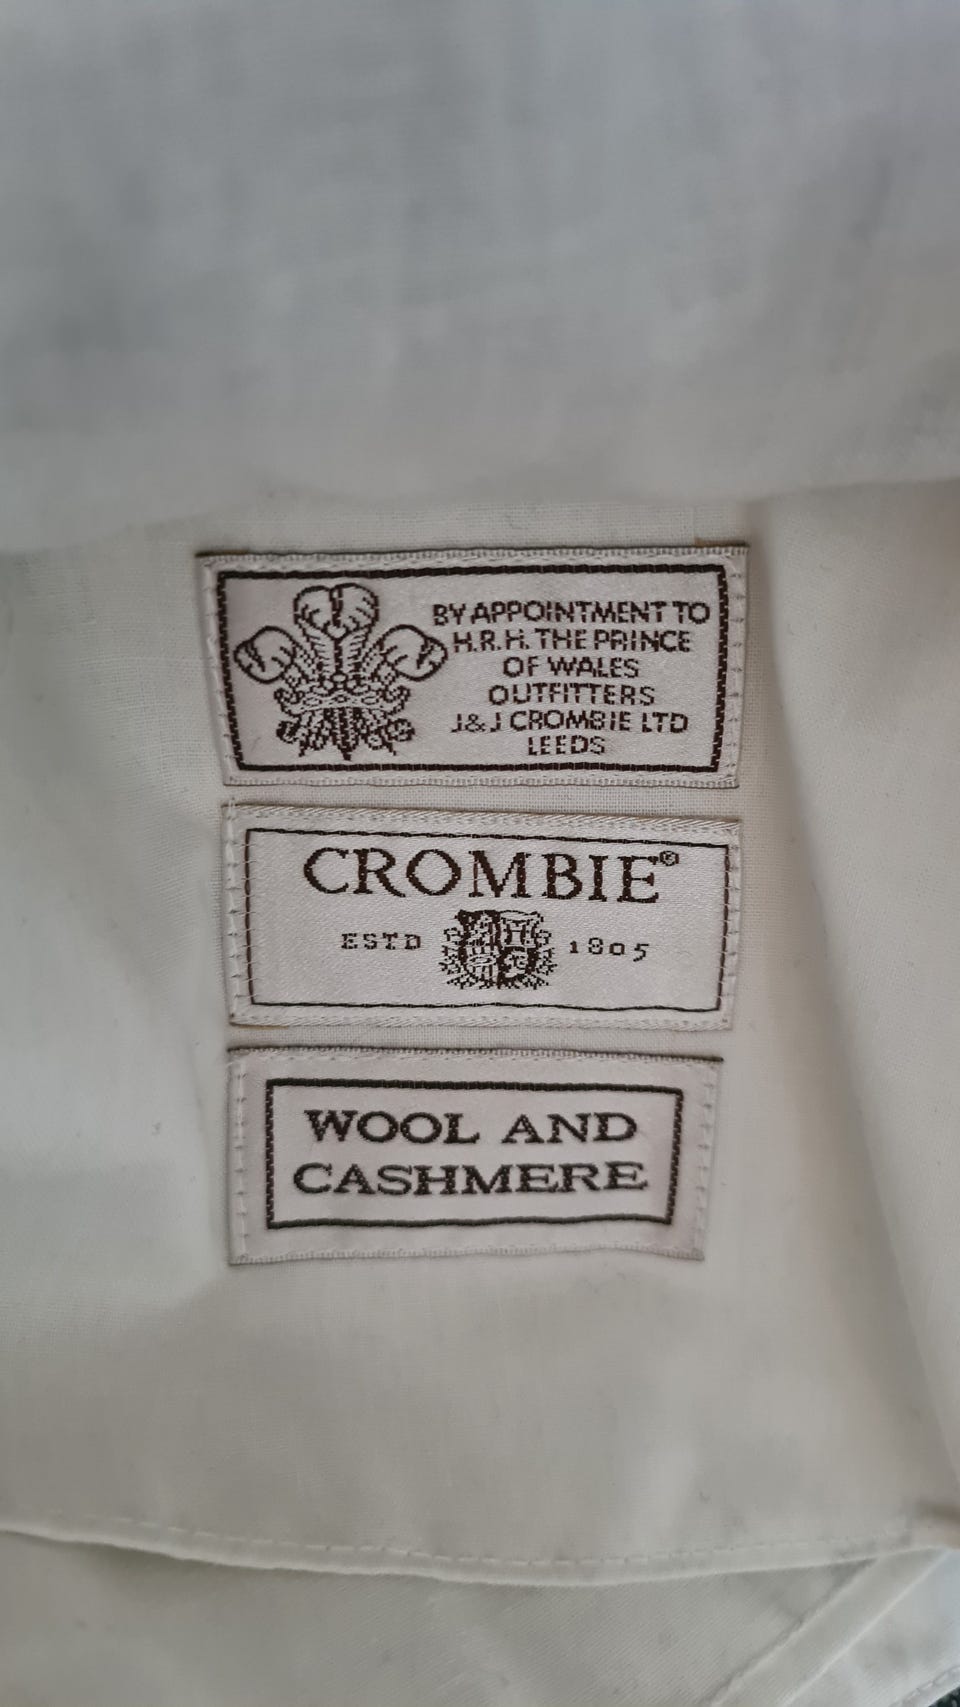 BY APPOINTMENT TO
H.R.H. THE PRINCE
OF WALES
OUTFITTERS
J&J CROMBIE LTD
LEEDS
CROMBIE®
ESTD 1805
WOOL AND
CASHMERE